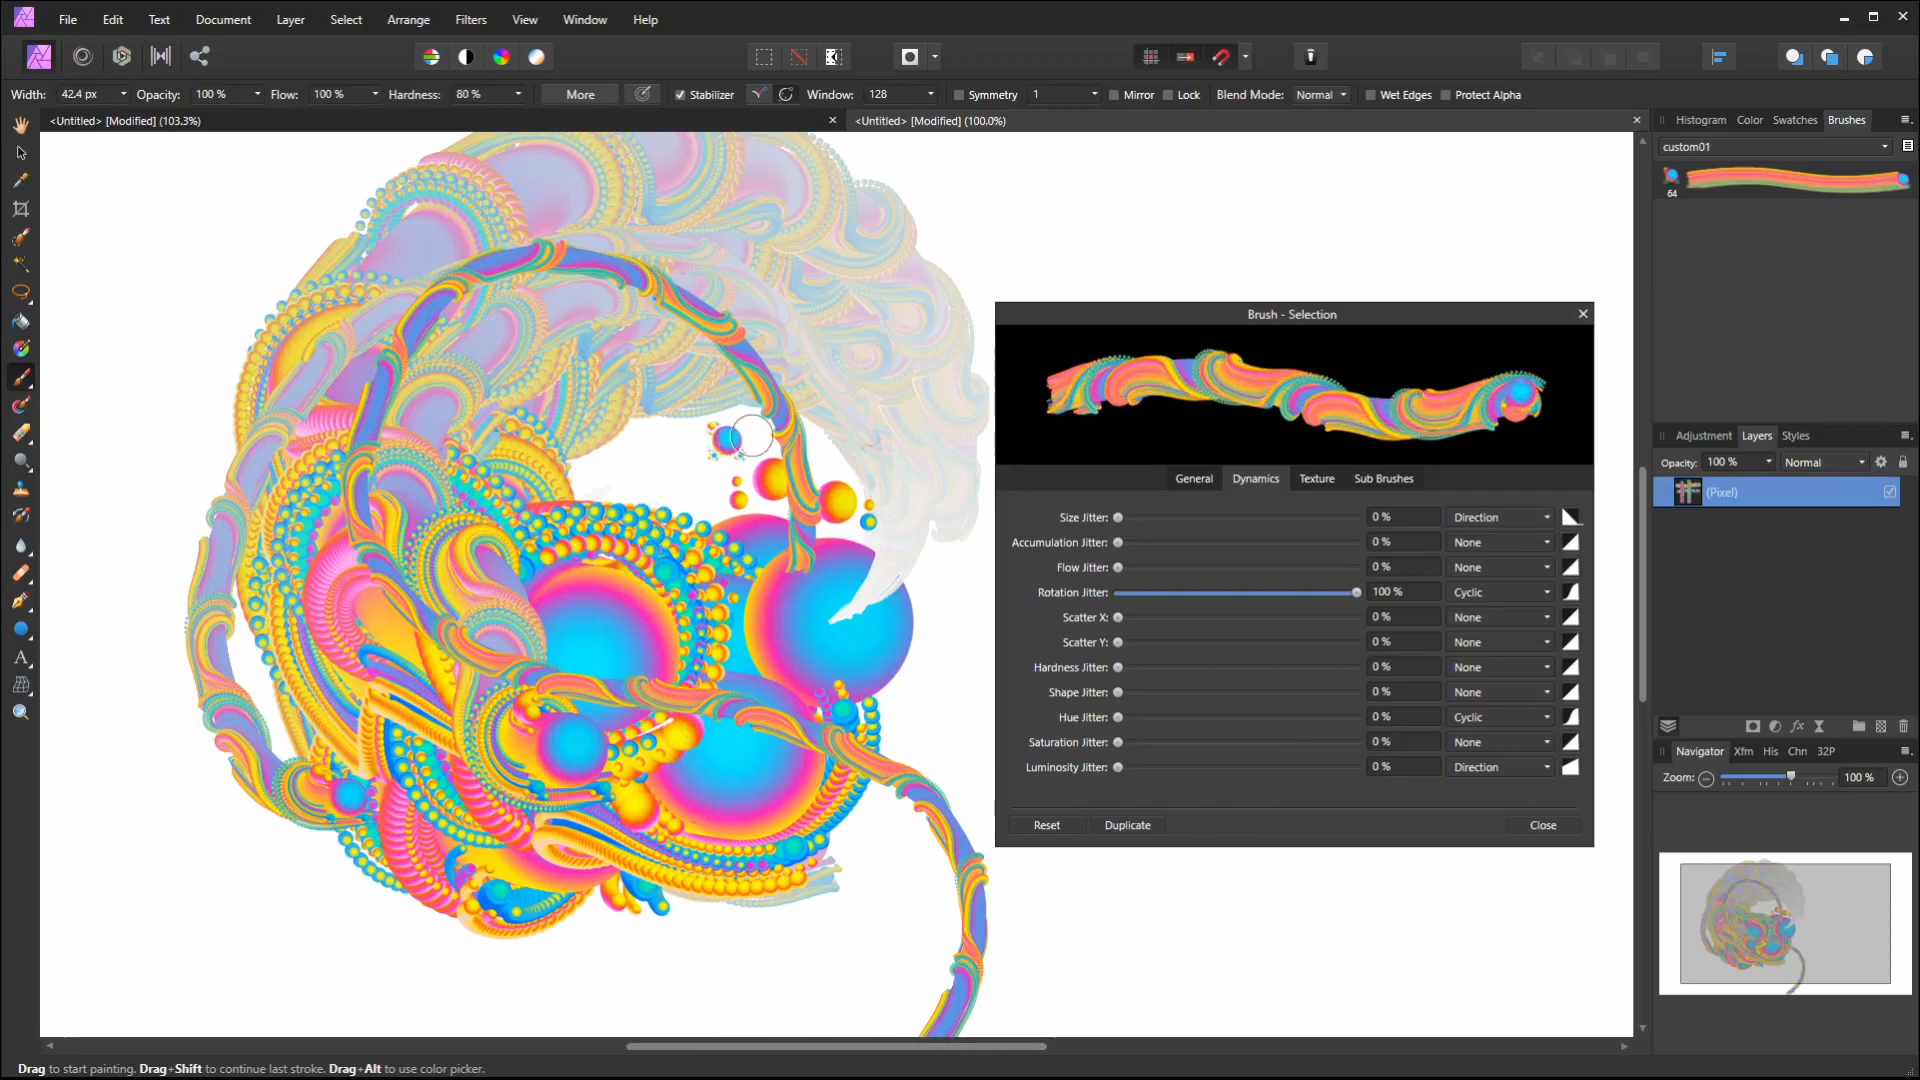 File Edit Text Document Layer Select Arrange Filters View Window Help
Width: 42.4 px Opacity: 100 % Flow: 100 % Hardness: 80 % More Stabilizer Window: 128 Symmetry 1 Mirror Lock Blend Mode: Normal Wet Edges Protect Alpha
<Untitled> [Modified] (103.3%)
<Untitled> [Modified] (100.0%)
Histogram Color Swatches Brushes
custom01
64
Brush - Selection
General Dynamics Texture Sub Brushes
Size Jitter: 0 % Direction
Accumulation Jitter: 0 % None
Flow Jitter: 0 % None
Rotation Jitter: 100 % Cyclic
Scatter X: 0 % None
Scatter Y: 0 % None
Hardness Jitter: 0 % None
Shape Jitter: 0 % None
Hue Jitter: 0 % Cyclic
Saturation Jitter: 0 % None
Luminosity Jitter: 0 % Direction
Reset Duplicate Close
Adjustment Layers Styles
Opacity: 100 % Normal
(Pixel)
Navigator Xfm His Chn 32P
Zoom: 100 %
Drag to start painting. Drag+Shift to continue last stroke. Drag+Alt to use color picker.